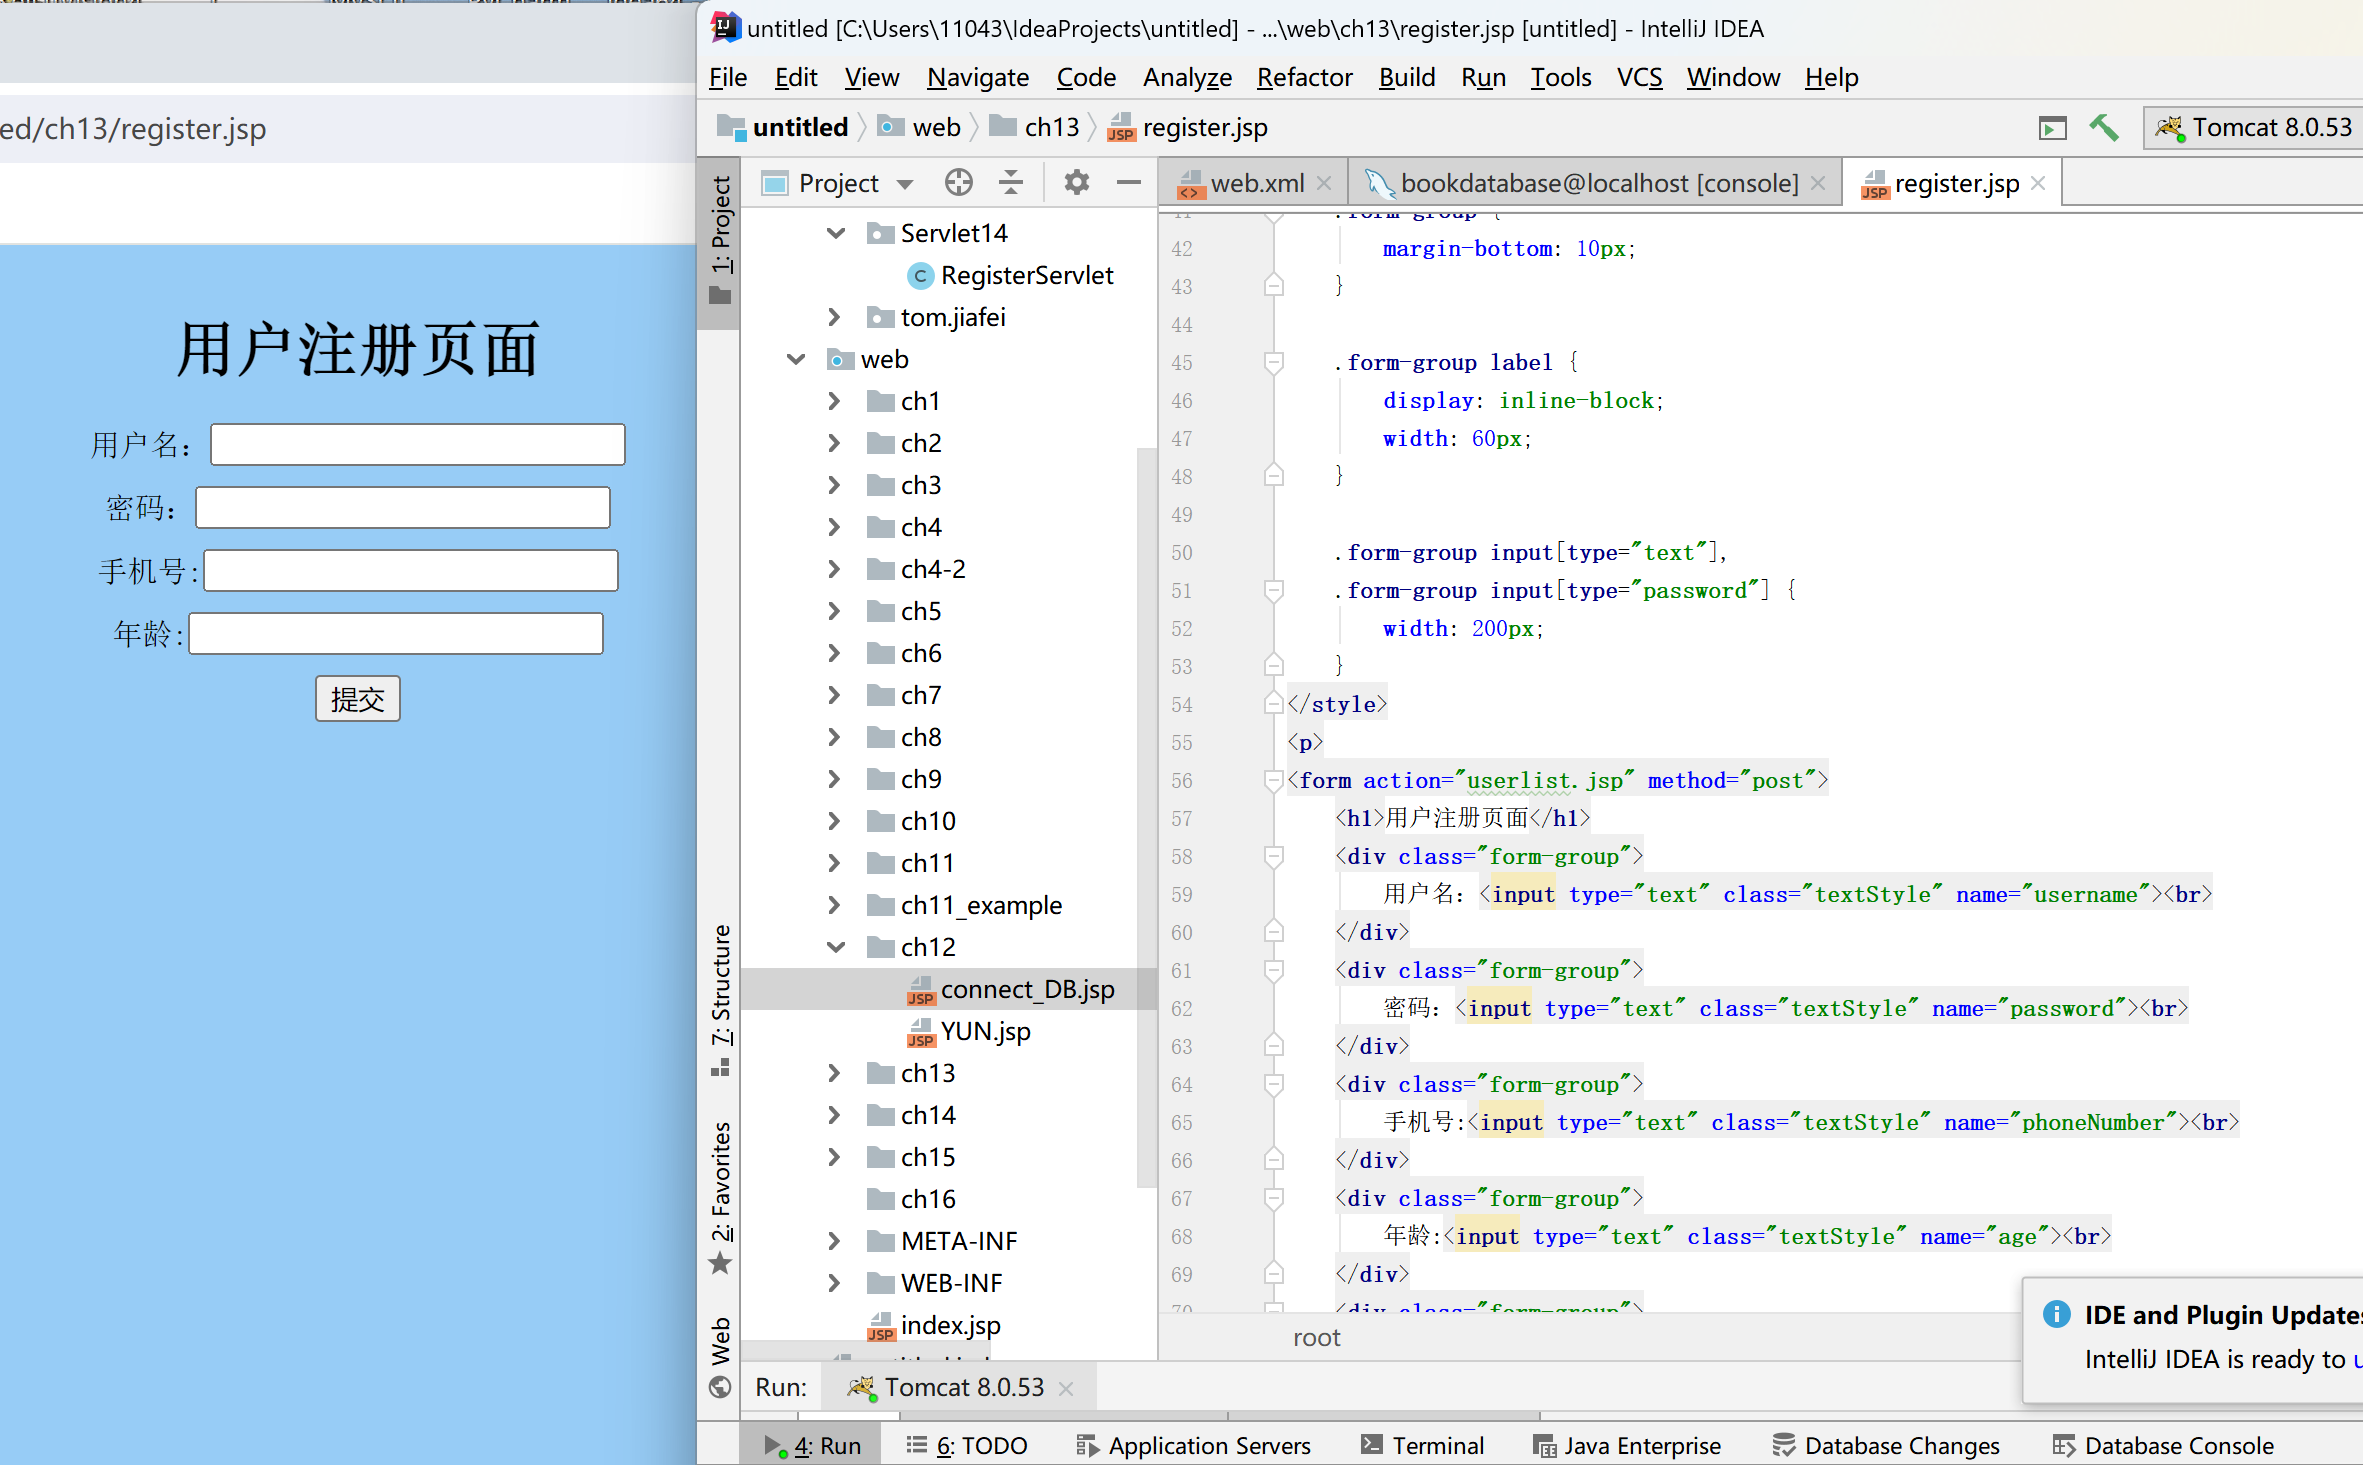 untitled [C:\Users\11043\IdeaProjects\untitled] - ...\web\ch13\register.jsp [untitled] - IntelliJ IDEA
File Edit View Navigate Code Analyze Refactor Build Run Tools VCS Window Help
untitled web ch13 register.jsp Tomcat 8.0.53
ed/ch13/register.jsp
用户注册页面
用户名：
密码：
手机号:
年龄:
提交
1: Project
7: Structure
2: Favorites
Web
Project
Servlet14
RegisterServlet
tom.jiafei
web
ch1
ch2
ch3
ch4
ch4-2
ch5
ch6
ch7
ch8
ch9
ch10
ch11
ch11_example
ch12
connect_DB.jsp
YUN.jsp
ch13
ch14
ch15
ch16
META-INF
WEB-INF
index.jsp
web.xml bookdatabase@localhost [console] register.jsp
41 .form-group {
42 margin-bottom: 10px;
43 }
44
45 .form-group label {
46 display: inline-block;
47 width: 60px;
48 }
49
50 .form-group input[type="text"],
51 .form-group input[type="password"] {
52 width: 200px;
53 }
54 </style>
55 <p>
56 <form action="userlist.jsp" method="post">
57 <h1>用户注册页面</h1>
58 <div class="form-group">
59 用户名：<input type="text" class="textStyle" name="username"><br>
60 </div>
61 <div class="form-group">
62 密码：<input type="text" class="textStyle" name="password"><br>
63 </div>
64 <div class="form-group">
65 手机号:<input type="text" class="textStyle" name="phoneNumber"><br>
66 </div>
67 <div class="form-group">
68 年龄:<input type="text" class="textStyle" name="age"><br>
69 </div>
70 <div class="form-group">
root
IDE and Plugin Updates
IntelliJ IDEA is ready to
Run: Tomcat 8.0.53
4: Run 6: TODO Application Servers Terminal Java Enterprise Database Changes Database Console